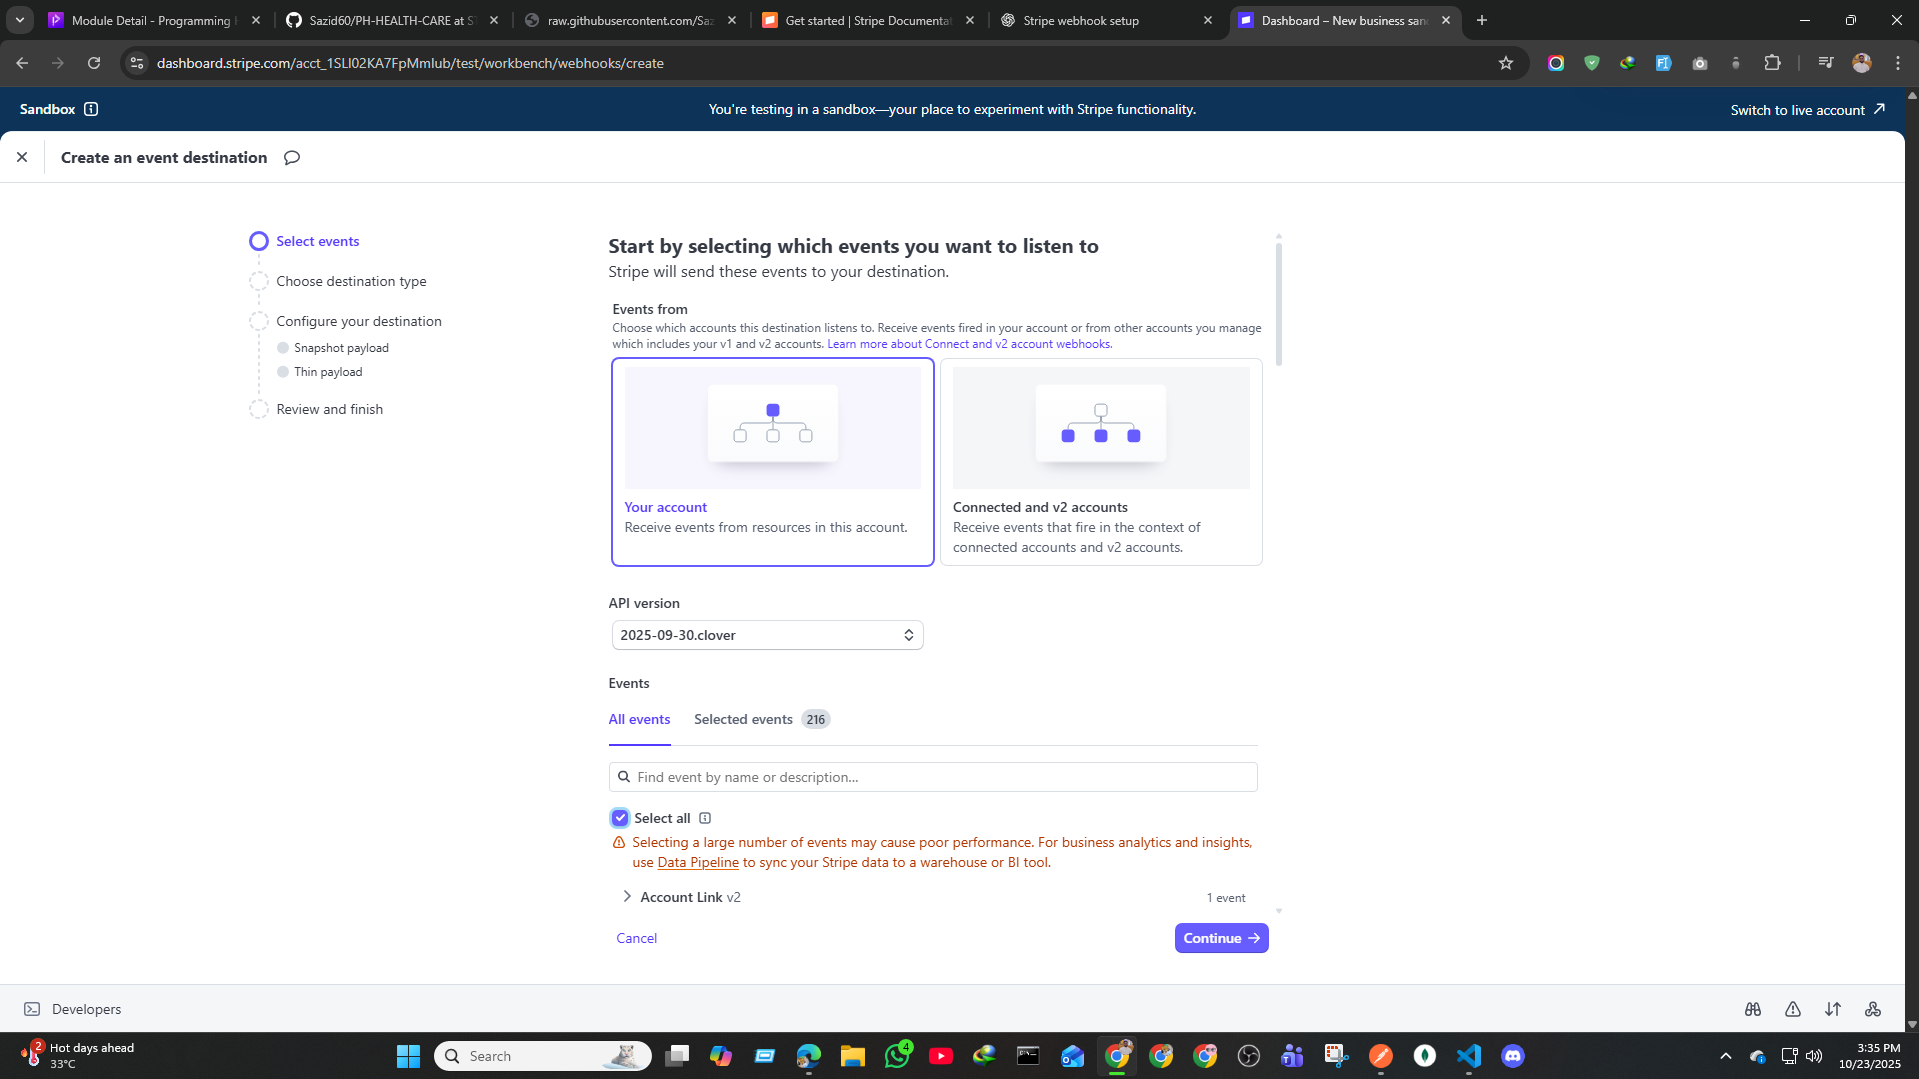 Module Detail - Programming H
Sazid60/PH-HEALTH-CARE at ST
raw.githubusercontent.com/Saz
Get started | Stripe Documentat
Stripe webhook setup
Dashboard – New business san
dashboard.stripe.com/acct_1SLI02KA7FpMmIub/test/workbench/webhooks/create
Sandbox
You're testing in a sandbox—your place to experiment with Stripe functionality.
Switch to live account
Create an event destination
Select events
Choose destination type
Configure your destination
Snapshot payload
Thin payload
Review and finish
Start by selecting which events you want to listen to
Stripe will send these events to your destination.
Events from
Choose which accounts this destination listens to. Receive events fired in your account or from other accounts you manage
which includes your v1 and v2 accounts. Learn more about Connect and v2 account webhooks.
Your account
Receive events from resources in this account.
Connected and v2 accounts
Receive events that fire in the context of
connected accounts and v2 accounts.
API version
2025-09-30.clover
Events
All events
Selected events 216
Find event by name or description...
Select all
Selecting a large number of events may cause poor performance. For business analytics and insights,
use Data Pipeline to sync your Stripe data to a warehouse or BI tool.
Account Link v2
1 event
Cancel
Continue
Developers
2
Hot days ahead
33°C
Search
4
3:35 PM
10/23/2025